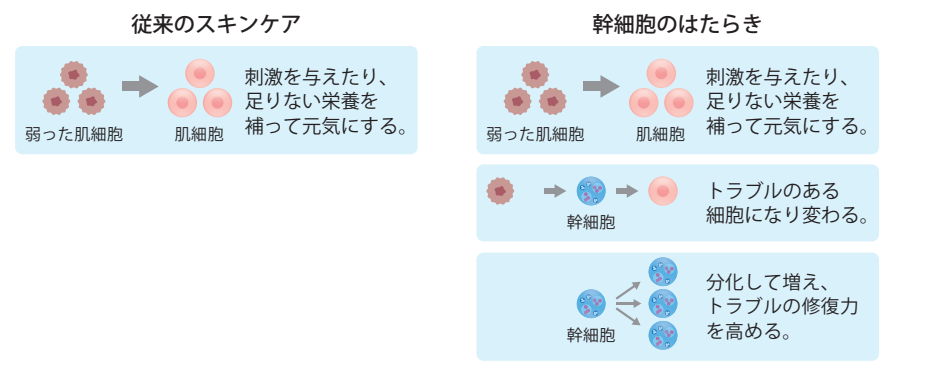 従来のスキンケア
弱った肌細胞
肌細胞
刺激を与えたり、
足りない栄養を
補って元気にする。
幹細胞のはたらき
弱った肌細胞
肌細胞
刺激を与えたり、
足りない栄養を
補って元気にする。
幹細胞
トラブルのある
細胞になり変わる。
幹細胞
分化して増え、
トラブルの修復力
を高める。